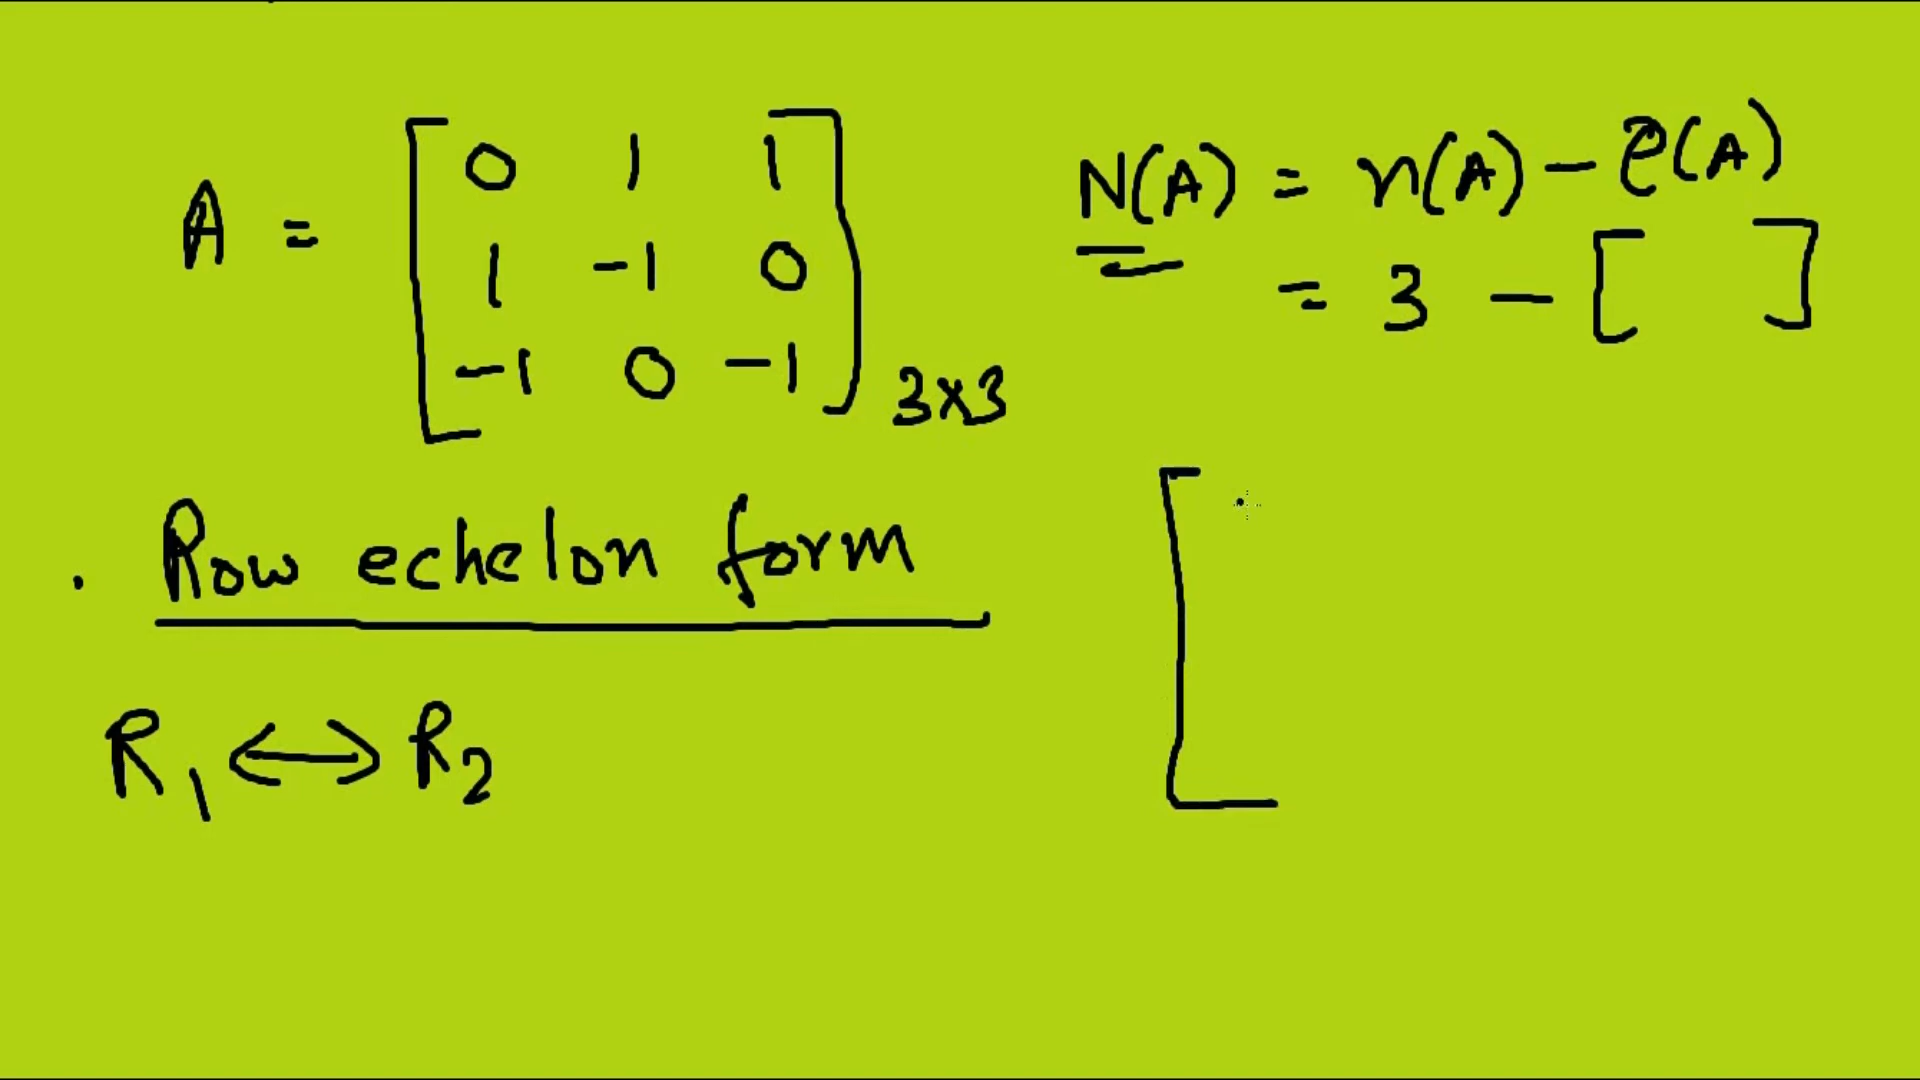 A = [ 0 1 1
1 -1 0
-1 0 -1 ] 3x3
N(A) = n(A) - ρ(A)
= 3 - [ ]
. Row echelon form
R1 ↔ R2
[